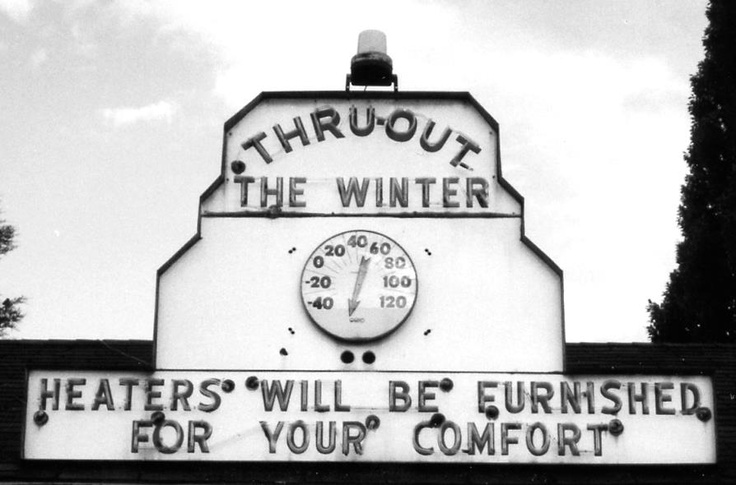 THRU-OUT
THE WINTER
-40 -20 0 20 40 60 80 100 120
HEATERS WILL BE FURNISHED
FOR YOUR COMFORT